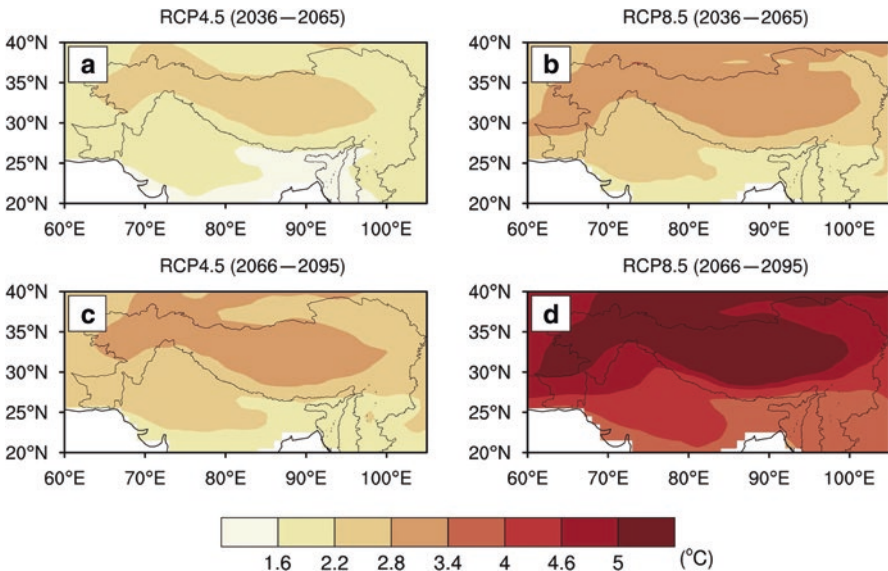 RCP4.5 (2036—2065)
RCP8.5 (2036—2065)
40°N
a
35°N
30°N
25°N
20°N
60°E 70°E 80°E 90°E 100°E
40°N
b
35°N
30°N
25°N
20°N
60°E 70°E 80°E 90°E 100°E
RCP4.5 (2066—2095)
RCP8.5 (2066—2095)
40°N
c
35°N
30°N
25°N
20°N
60°E 70°E 80°E 90°E 100°E
40°N
d
35°N
30°N
25°N
20°N
60°E 70°E 80°E 90°E 100°E
1.6 2.2 2.8 3.4 4 4.6 5 (°C)